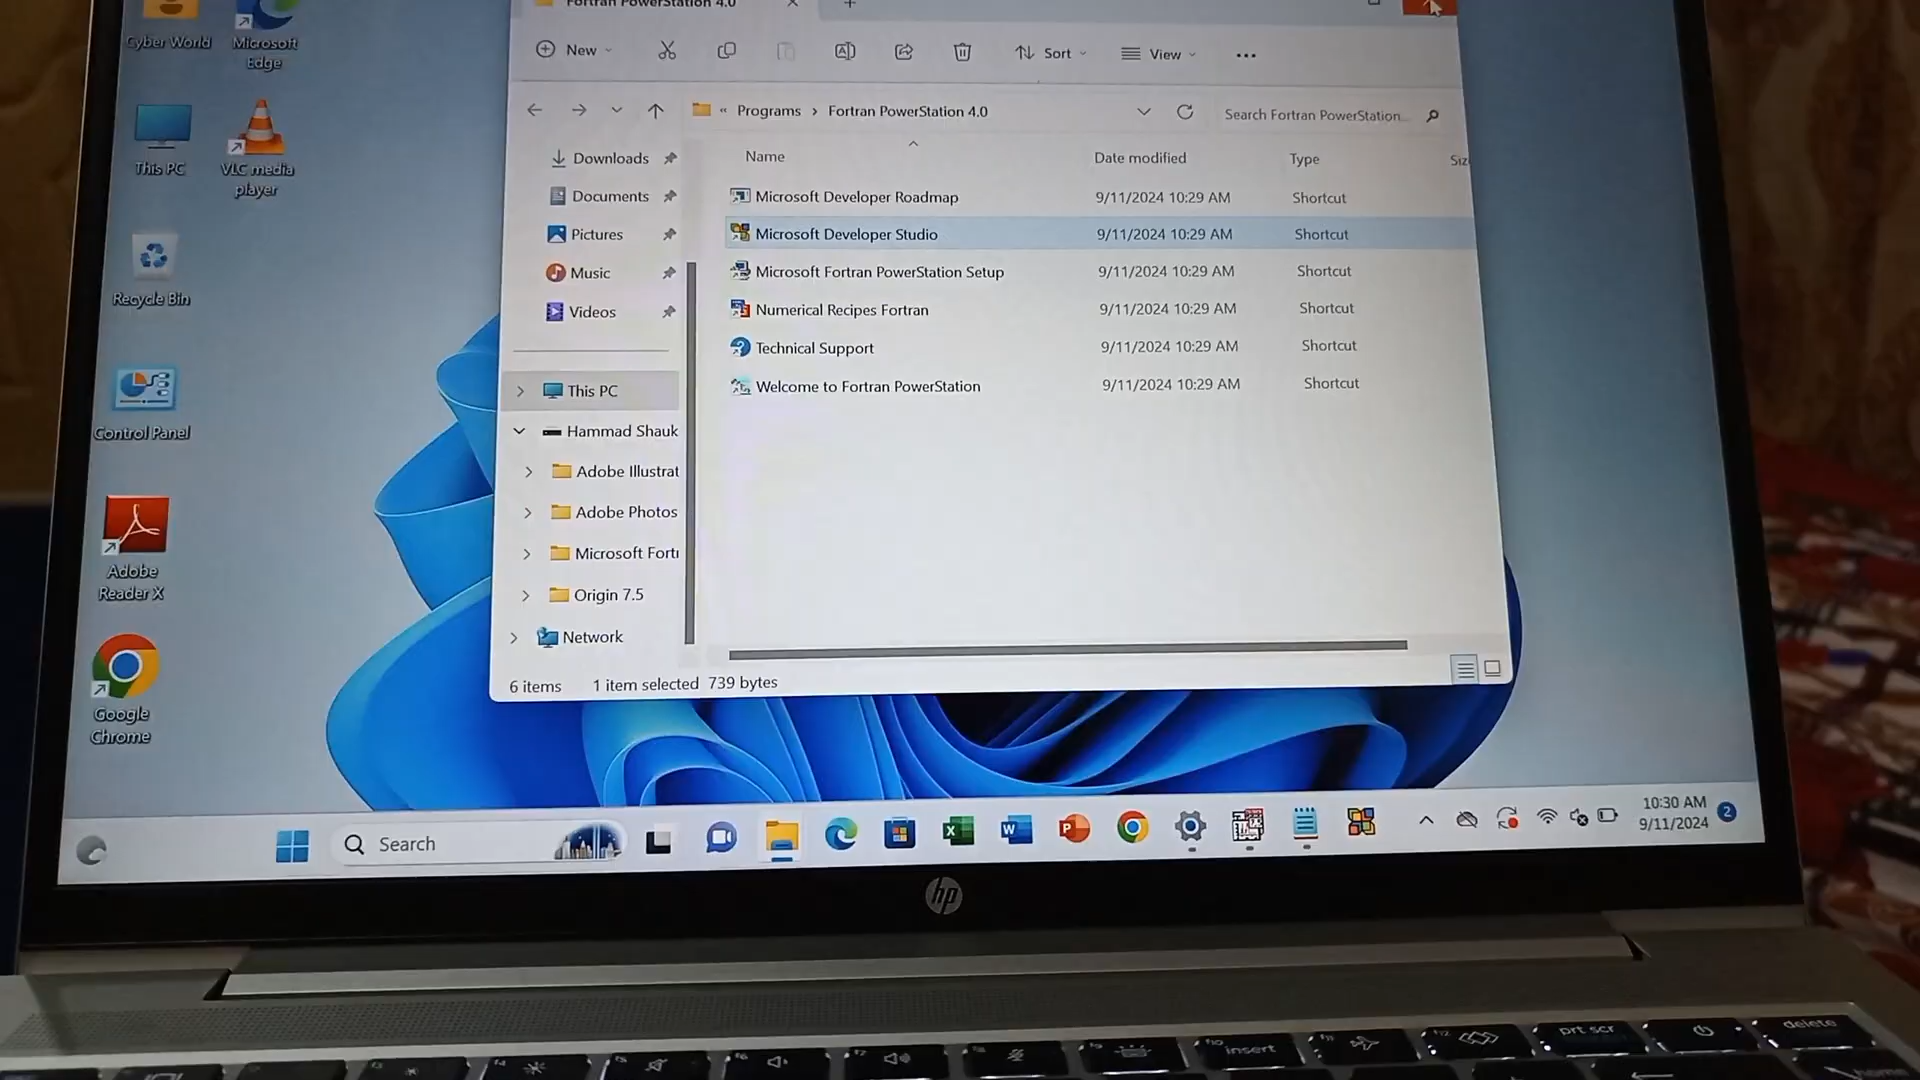 Fortran PowerStation 4.0
New
Sort
View
« Programs › Fortran PowerStation 4.0
Search Fortran PowerStation...
Cyber World
Microsoft
Edge
This PC
VLC media
player
Recycle Bin
Control Panel
Adobe
Reader X
Google
Chrome
Downloads
Documents
Pictures
Music
Videos
This PC
Hammad Shauk
Adobe Illustrat
Adobe Photos
Microsoft Fort
Origin 7.5
Network
Name Date modified Type Siz
Microsoft Developer Roadmap 9/11/2024 10:29 AM Shortcut
Microsoft Developer Studio 9/11/2024 10:29 AM Shortcut
Microsoft Fortran PowerStation Setup 9/11/2024 10:29 AM Shortcut
Numerical Recipes Fortran 9/11/2024 10:29 AM Shortcut
Technical Support 9/11/2024 10:29 AM Shortcut
Welcome to Fortran PowerStation 9/11/2024 10:29 AM Shortcut
6 items 1 item selected 739 bytes
Search
10:30 AM
9/11/2024
2
hp
insert
prt scr
delete
home